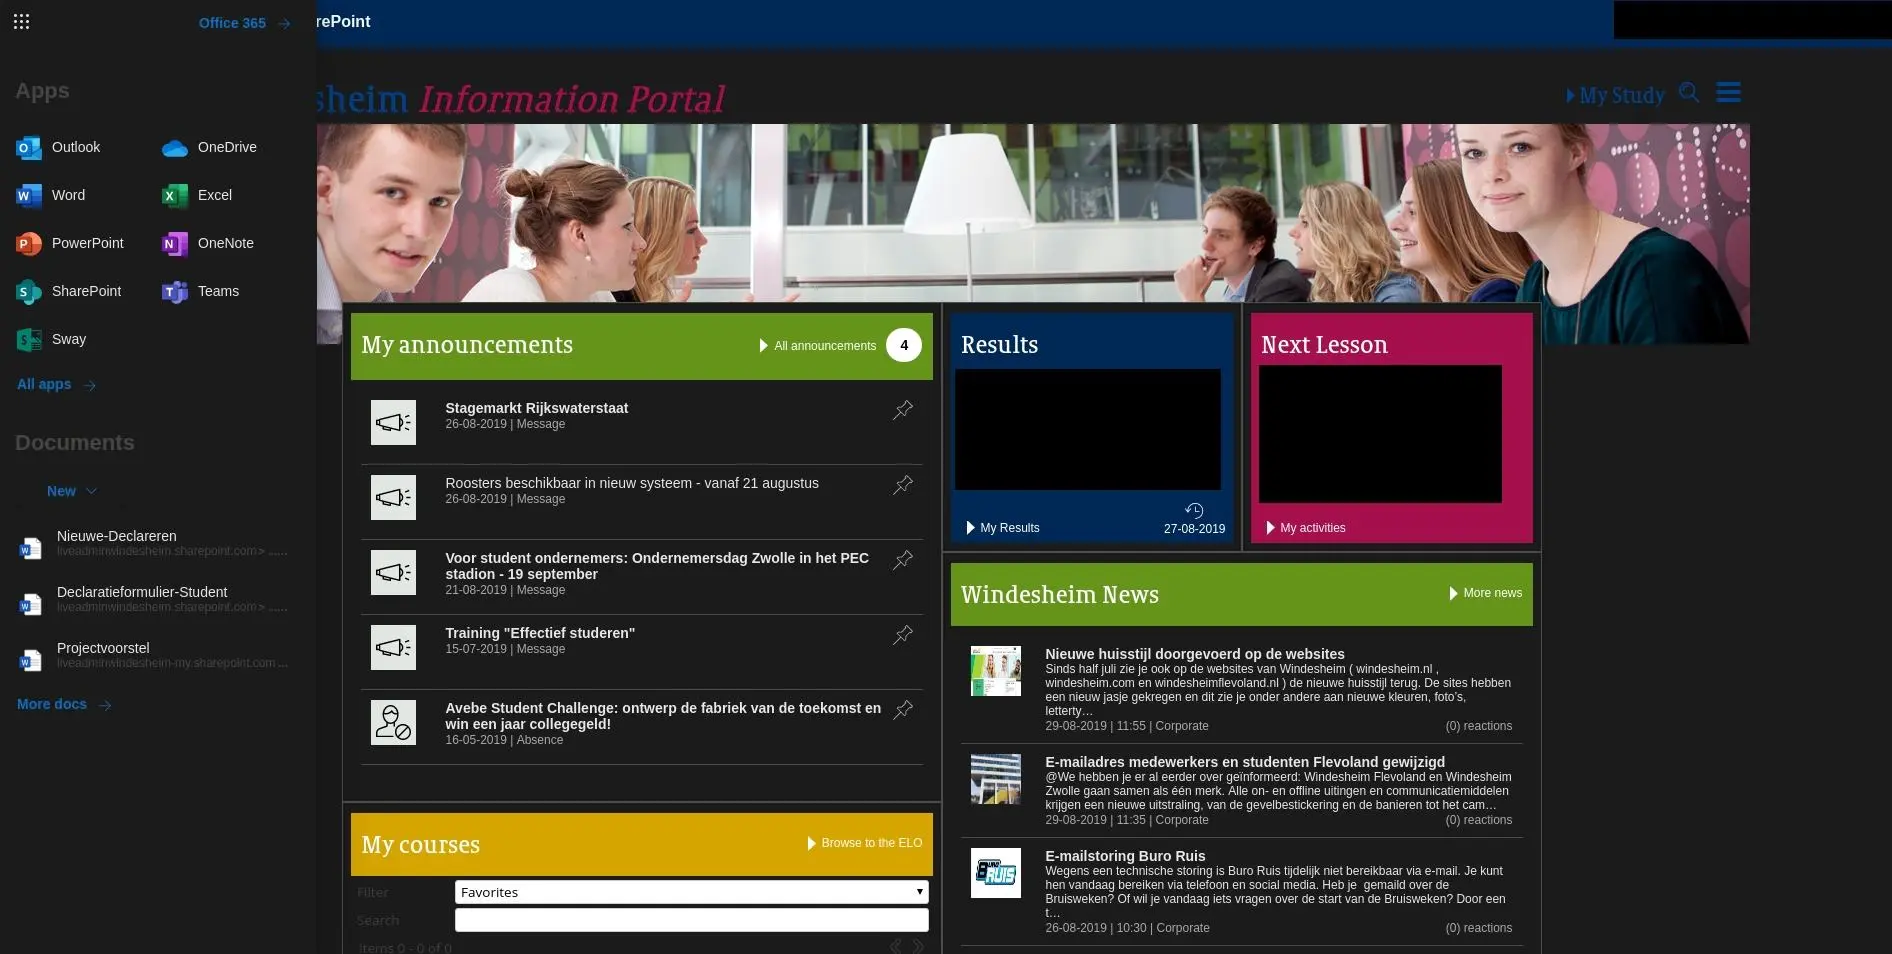 Office 365
rePoint
Apps
Outlook
OneDrive
Word
Excel
PowerPoint
OneNote
SharePoint
Teams
Sway
All apps
Documents
New
Nieuwe-Declareren
liveadminwindesheim.sharepoint.com > ......
Declaratieformulier-Student
liveadminwindesheim.sharepoint.com > ......
Projectvoorstel
liveadminwindesheim-my.sharepoint.com ...
More docs
sheim Information Portal
My Study
My announcements
All announcements
4
Stagemarkt Rijkswaterstaat
26-08-2019 | Message
Roosters beschikbaar in nieuw systeem - vanaf 21 augustus
26-08-2019 | Message
Voor student ondernemers: Ondernemersdag Zwolle in het PEC
stadion - 19 september
21-08-2019 | Message
Training "Effectief studeren"
15-07-2019 | Message
Avebe Student Challenge: ontwerp de fabriek van de toekomst en
win een jaar collegegeld!
16-05-2019 | Absence
My courses
Browse to the ELO
Filter
Favorites
Search
Items 0 - 0 of 0
Results
My Results
27-08-2019
Next Lesson
My activities
Windesheim News
More news
Nieuwe huisstijl doorgevoerd op de websites
Sinds half juli zie je ook op de websites van Windesheim ( windesheim.nl ,
windesheim.com en windesheimflevoland.nl ) de nieuwe huisstijl terug. De sites hebben
een nieuw jasje gekregen en dit zie je onder andere aan nieuwe kleuren, foto's,
letterty…
29-08-2019 | 11:55 | Corporate
(0) reactions
E-mailadres medewerkers en studenten Flevoland gewijzigd
@We hebben je er al eerder over geïnformeerd: Windesheim Flevoland en Windesheim
Zwolle gaan samen als één merk. Alle on- en offline uitingen en communicatiemiddelen
krijgen een nieuwe uitstraling, van de gevelbestickering en de banieren tot het cam…
29-08-2019 | 11:35 | Corporate
(0) reactions
E-mailstoring Buro Ruis
BURO RUIS
Wegens een technische storing is Buro Ruis tijdelijk niet bereikbaar via e-mail. Je kunt
hen vandaag bereiken via telefoon en social media. Heb je  gemaild over de
Bruisweken? Of wil je vandaag iets vragen over de start van de Bruisweken? Door een
t…
26-08-2019 | 10:30 | Corporate
(0) reactions